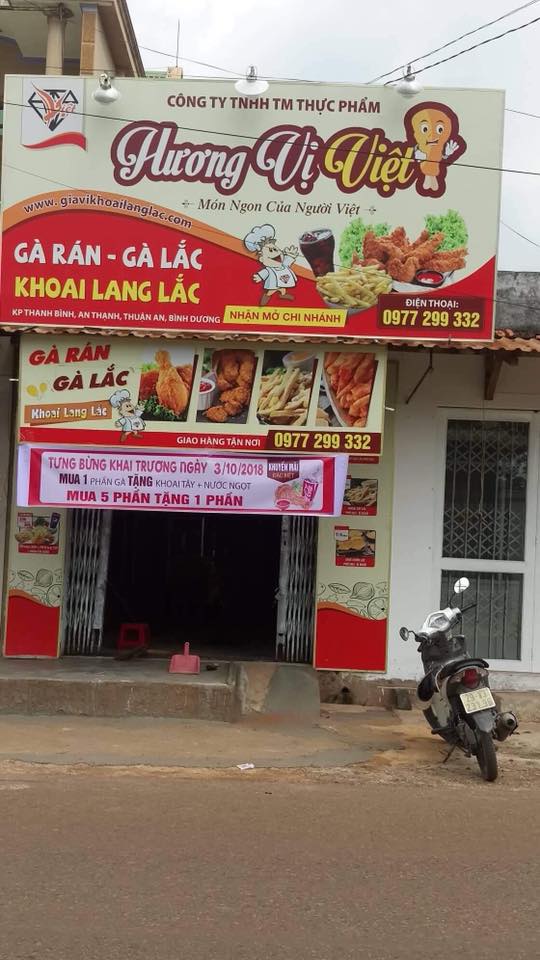 Việt
CÔNG TY TNHH TM THỰC PHẨM
Hương Vị Việt
Món Ngon Của Người Việt
www.giavikhoailanglac.com
GÀ RÁN - GÀ LẮC
KHOAI LANG LẮC
KP THANH BÌNH, AN THẠNH, THUẬN AN, BÌNH DƯƠNG
NHẬN MỞ CHI NHÁNH
ĐIỆN THOẠI:
0977 299 332
GÀ RÁN
GÀ LẮC
Khoai Lang Lắc
GIAO HÀNG TẬN NƠI
0977 299 332
TƯNG BỪNG KHAI TRƯƠNG NGÀY 3/10/2018
MUA 1 PHẦN GÀ TẶNG KHOAI TÂY + NƯỚC NGỌT
MUA 5 PHẦN TẶNG 1 PHẦN
KHUYẾN MÃI
ĐẶC BIỆT